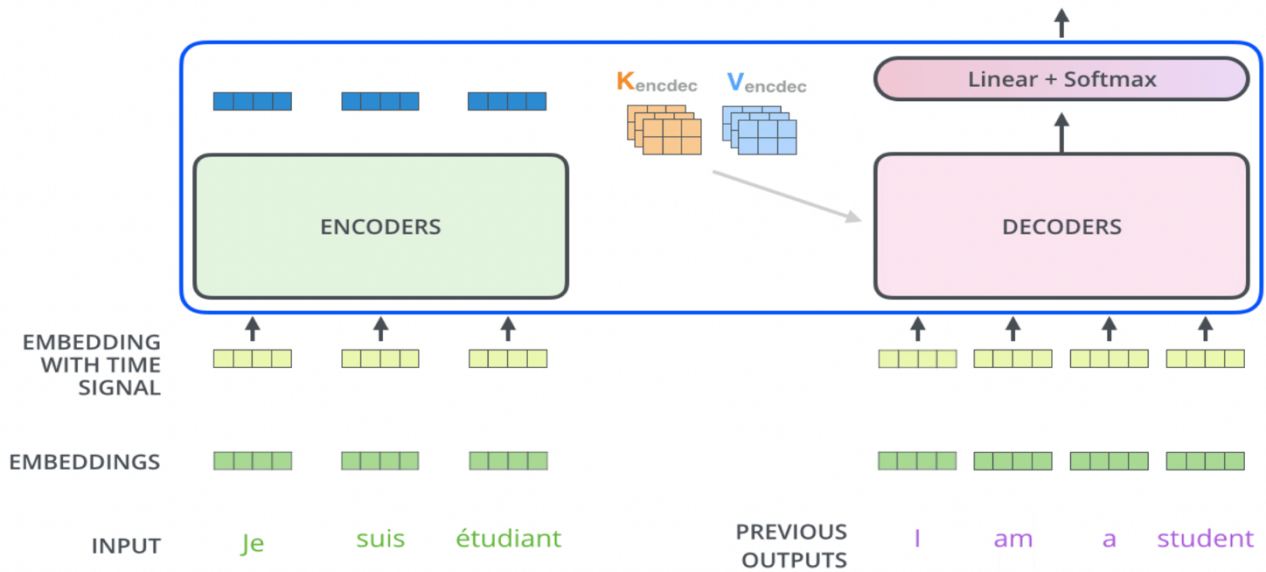 Linear + Softmax
Kencdec Vencdec
ENCODERS
DECODERS
EMBEDDING
WITH TIME
SIGNAL
EMBEDDINGS
INPUT Je suis étudiant
PREVIOUS
OUTPUTS
I am a student